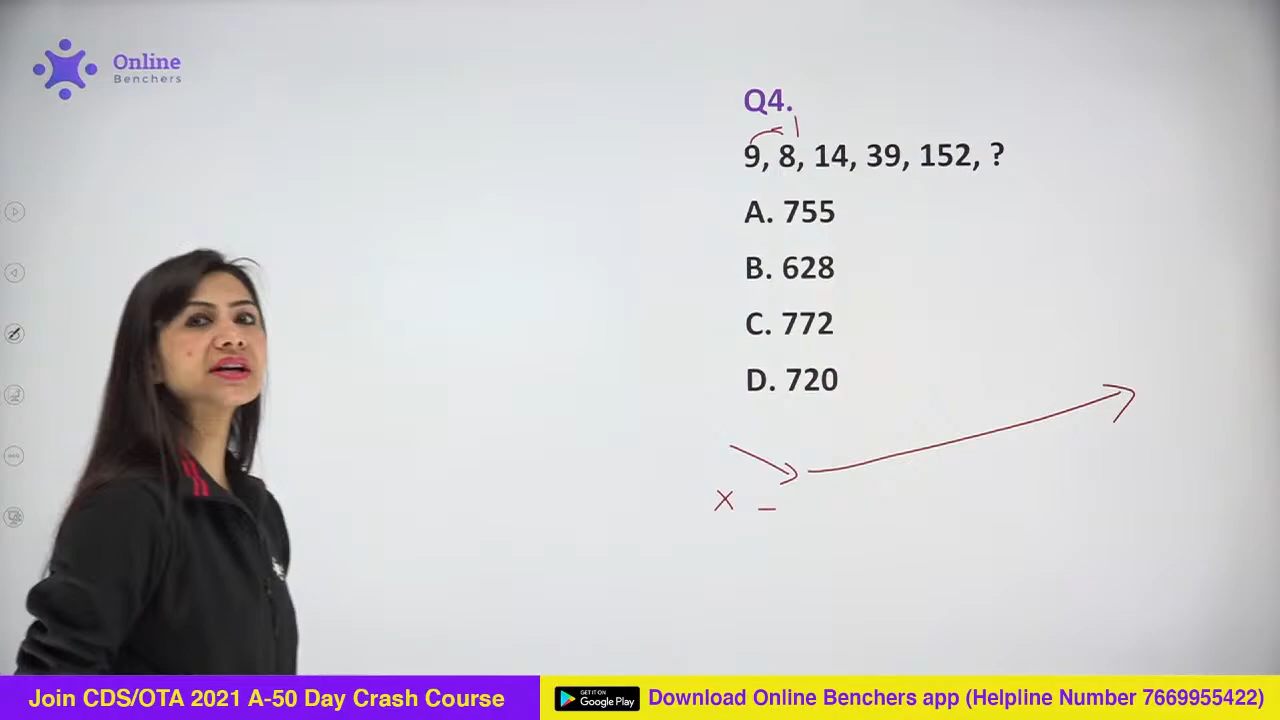 Online
Benchers
Q4.
9, 8, 14, 39, 152, ?
A. 755
B. 628
C. 772
D. 720
× −
Join CDS/OTA 2021 A-50 Day Crash Course
GET IT ON
Google Play
Download Online Benchers app (Helpline Number 7669955422)